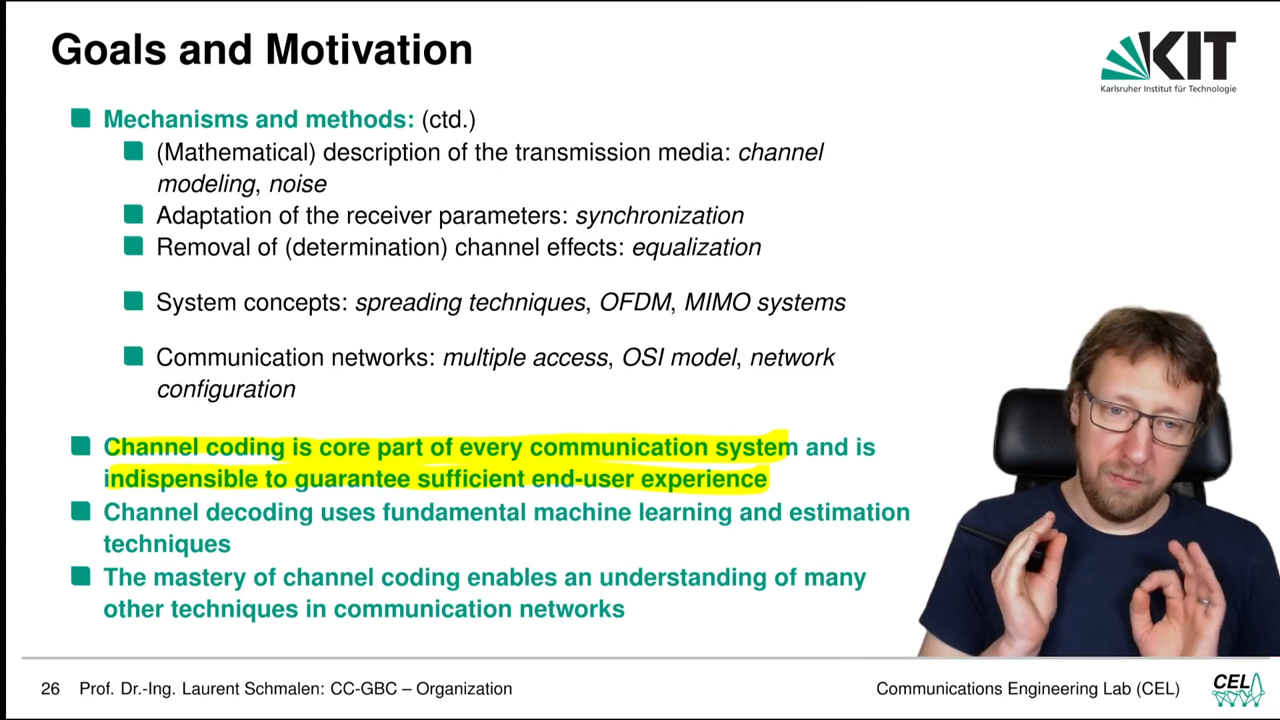 Goals and Motivation
KIT
Karlsruher Institut für Technologie
Mechanisms and methods: (ctd.)
(Mathematical) description of the transmission media: channel
modeling, noise
Adaptation of the receiver parameters: synchronization
Removal of (determination) channel effects: equalization
System concepts: spreading techniques, OFDM, MIMO systems
Communication networks: multiple access, OSI model, network
configuration
Channel coding is core part of every communication system and is
indispensible to guarantee sufficient end-user experience
Channel decoding uses fundamental machine learning and estimation
techniques
The mastery of channel coding enables an understanding of many
other techniques in communication networks
26 Prof. Dr.-Ing. Laurent Schmalen: CC-GBC – Organization
Communications Engineering Lab (CEL)
CEL